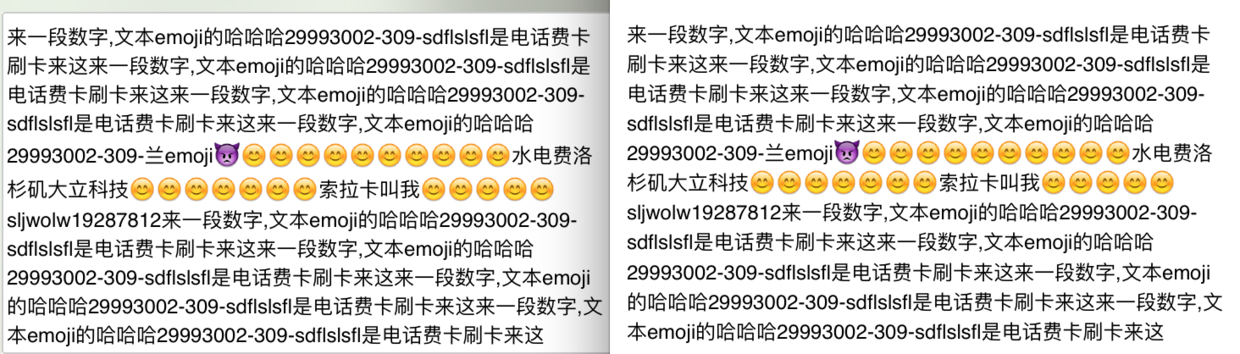 来一段数字,文本emoji的哈哈哈29993002-309-sdflslsfl是电话费卡
刷卡来这来一段数字,文本emoji的哈哈哈29993002-309-sdflslsfl是
电话费卡刷卡来这来一段数字,文本emoji的哈哈哈29993002-309-
sdflslsfl是电话费卡刷卡来这来一段数字,文本emoji的哈哈哈
29993002-309-兰emoji👿😊😊😊😊😊😊😊😊😊😊水电费洛
杉矶大立科技😊😊😊😊😊😊😊索拉卡叫我😊😊😊😊😊
sljwolw19287812来一段数字,文本emoji的哈哈哈29993002-309-
sdflslsfl是电话费卡刷卡来这来一段数字,文本emoji的哈哈哈
29993002-309-sdflslsfl是电话费卡刷卡来这来一段数字,文本emoji
的哈哈哈29993002-309-sdflslsfl是电话费卡刷卡来这来一段数字,文
本emoji的哈哈哈29993002-309-sdflslsfl是电话费卡刷卡来这
来一段数字,文本emoji的哈哈哈29993002-309-sdflslsfl是电话费卡
刷卡来这来一段数字,文本emoji的哈哈哈29993002-309-sdflslsfl是
电话费卡刷卡来这来一段数字,文本emoji的哈哈哈29993002-309-
sdflslsfl是电话费卡刷卡来这来一段数字,文本emoji的哈哈哈
29993002-309-兰emoji👿😊😊😊😊😊😊😊😊😊😊水电费洛
杉矶大立科技😊😊😊😊😊😊😊索拉卡叫我😊😊😊😊😊
sljwolw19287812来一段数字,文本emoji的哈哈哈29993002-309-
sdflslsfl是电话费卡刷卡来这来一段数字,文本emoji的哈哈哈
29993002-309-sdflslsfl是电话费卡刷卡来这来一段数字,文本emoji
的哈哈哈29993002-309-sdflslsfl是电话费卡刷卡来这来一段数字,文
本emoji的哈哈哈29993002-309-sdflslsfl是电话费卡刷卡来这